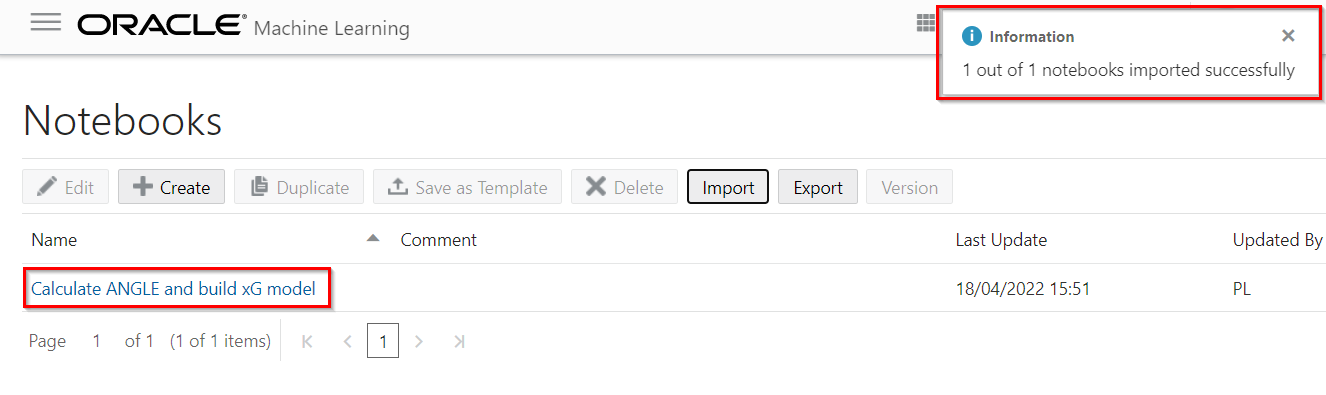 ORACLE® Machine Learning
Information
1 out of 1 notebooks imported successfully
Notebooks
Edit Create Duplicate Save as Template Delete Import Export Version
Name Comment Last Update Updated By
Calculate ANGLE and build xG model 18/04/2022 15:51 PL
Page 1 of 1 (1 of 1 items) 1